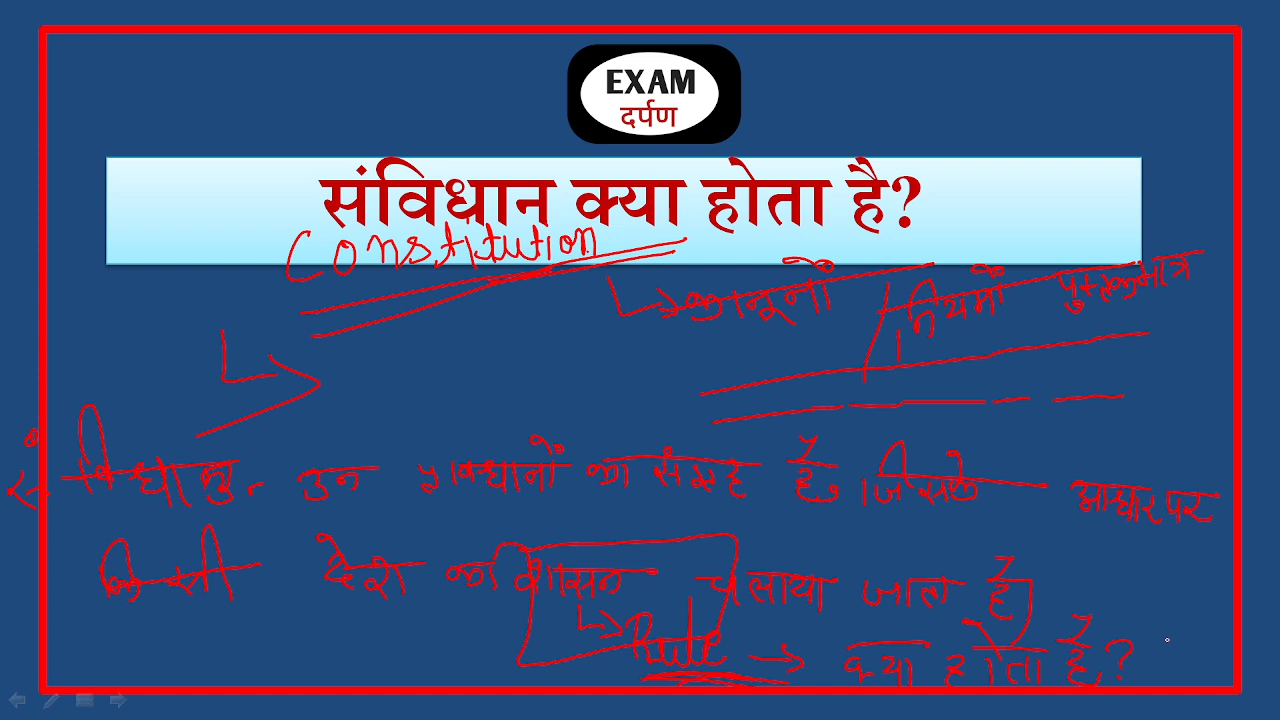 EXAM
दर्पण
संविधान क्या होता है?
Constitution
कानूनों / नियमों पुस्तक मात्र
संविधान - उन प्रावधानों का संग्रह है, जिसके आधार पर
किसी देश का शासन चलाया जाता है।
Rule → क्या होता है?